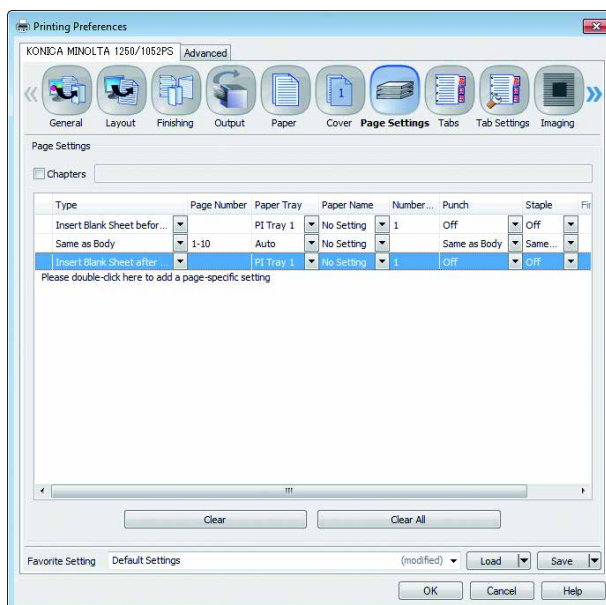 Printing Preferences
KONICA MINOLTA 1250/1052PS Advanced
General Layout Finishing Output Paper Cover Page Settings Tabs Tab Settings Imaging
1
Page Settings
Chapters
Type Page Number Paper Tray Paper Name Number... Punch Staple Fir
Insert Blank Sheet befor... PI Tray 1 No Setting 1 Off Off
Same as Body 1-10 Auto No Setting Same as Body Same...
Insert Blank Sheet after ... PI Tray 1 No Setting 1 Off Off
Please double-click here to add a page-specific setting
Clear Clear All
Favorite Setting Default Settings (modified) Load Save
OK Cancel Help